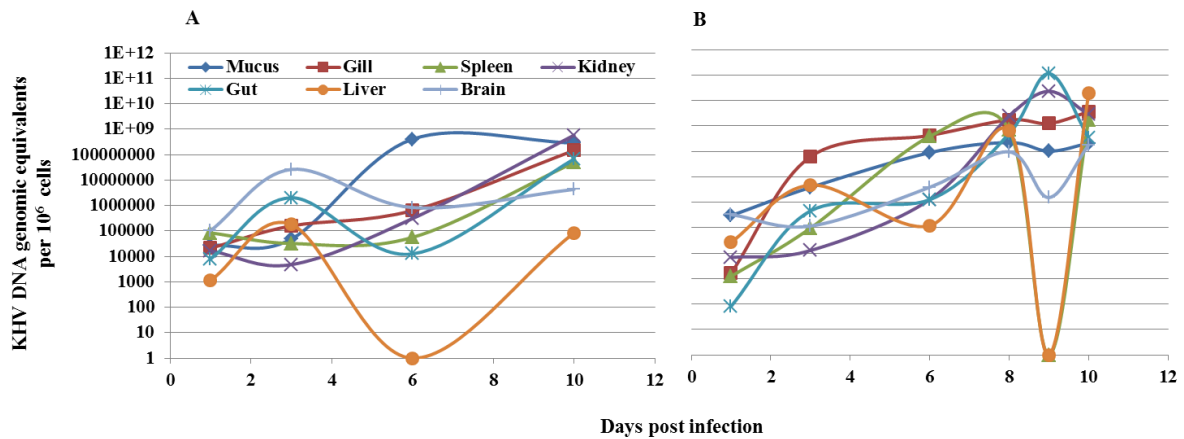 A
B
Mucus Gill Spleen Kidney
Gut Liver Brain
1E+12
1E+11
1E+10
1E+09
100000000
10000000
1000000
100000
10000
1000
100
10
1
0 2 4 6 8 10 12
0 2 4 6 8 10 12
KHV DNA genomic equivalents
per 10⁶ cells
Days post infection